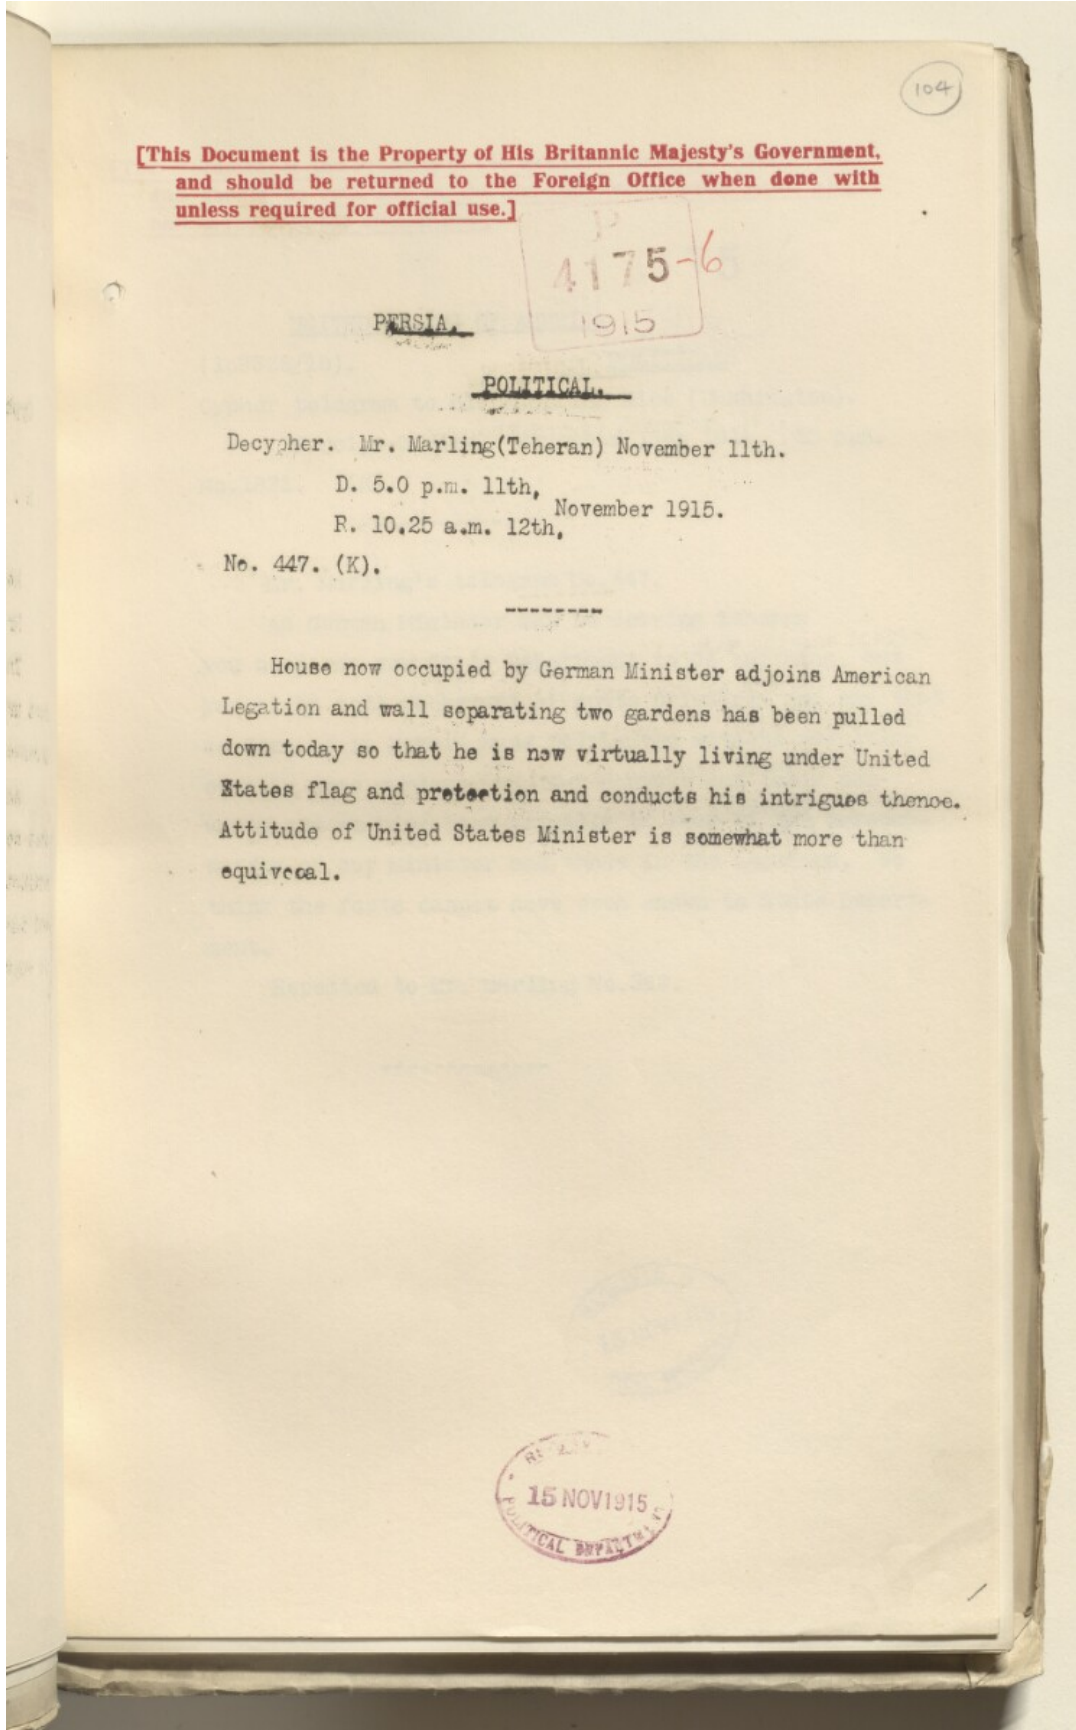 104
[This Document is the Property of His Britannic Majesty's Government,
and should be returned to the Foreign Office when done with
unless required for official use.]
P
4175-6
1915
PERSIA.
POLITICAL.
Decypher. Mr. Marling(Teheran) November 11th.
D. 5.0 p.m. 11th,
November 1915.
R. 10.25 a.m. 12th,
No. 447. (K).
--------
House now occupied by German Minister adjoins American
Legation and wall separating two gardens has been pulled
down today so that he is now virtually living under United
States flag and protection and conducts his intrigues thence.
Attitude of United States Minister is somewhat more than
equivocal.
15 NOV1915
POLITICAL DEPARTMENT